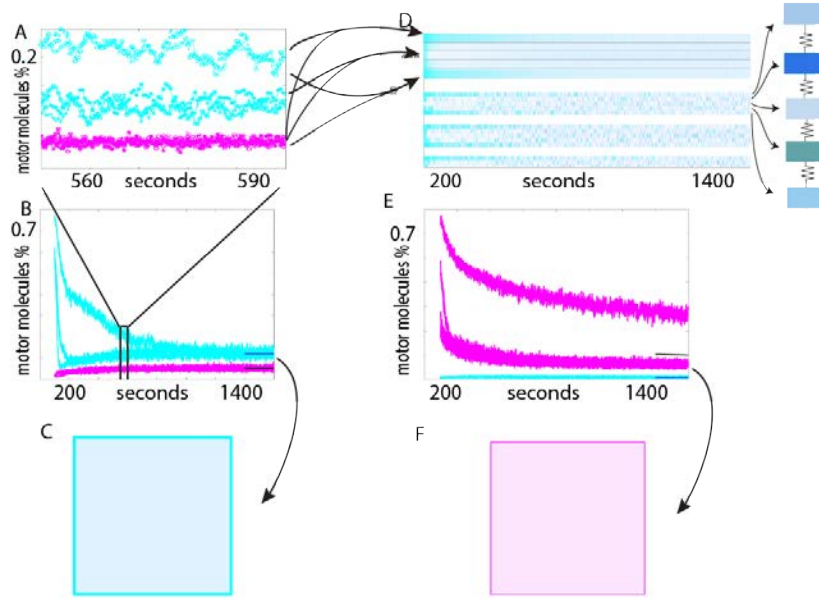 A
motor molecules %
0.2
560 seconds 590
B
motor molecules %
0.7
200 seconds 1400
C
D
200 seconds 1400
E
motor molecules %
0.7
200 seconds 1400
F